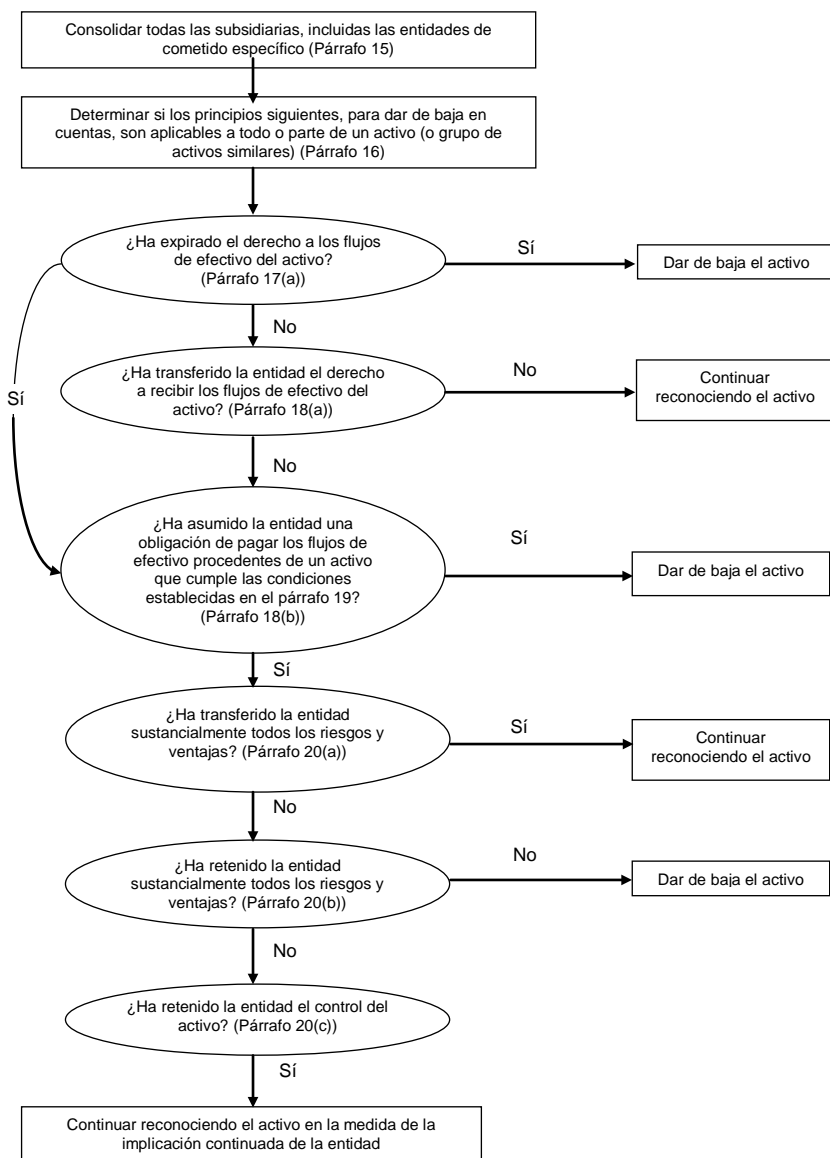 Consolidar todas las subsidiarias, incluidas las entidades de
cometido específico (Párrafo 15)
Determinar si los principios siguientes, para dar de baja en
cuentas, son aplicables a todo o parte de un activo (o grupo de
activos similares) (Párrafo 16)
¿Ha expirado el derecho a los flujos
de efectivo del activo?
(Párrafo 17(a))
Sí
Dar de baja el activo
No
¿Ha transferido la entidad el derecho
a recibir los flujos de efectivo del
activo? (Párrafo 18(a))
No
Continuar
reconociendo el activo
Sí
No
¿Ha asumido la entidad una
obligación de pagar los flujos de
efectivo procedentes de un activo
que cumple las condiciones
establecidas en el párrafo 19?
(Párrafo 18(b))
Sí
Dar de baja el activo
Sí
¿Ha transferido la entidad
sustancialmente todos los riesgos y
ventajas? (Párrafo 20(a))
Sí
Continuar
reconociendo el activo
No
¿Ha retenido la entidad
sustancialmente todos los riesgos y
ventajas? (Párrafo 20(b))
No
Dar de baja el activo
No
¿Ha retenido la entidad el control del
activo? (Párrafo 20(c))
Sí
Continuar reconociendo el activo en la medida de la
implicación continuada de la entidad